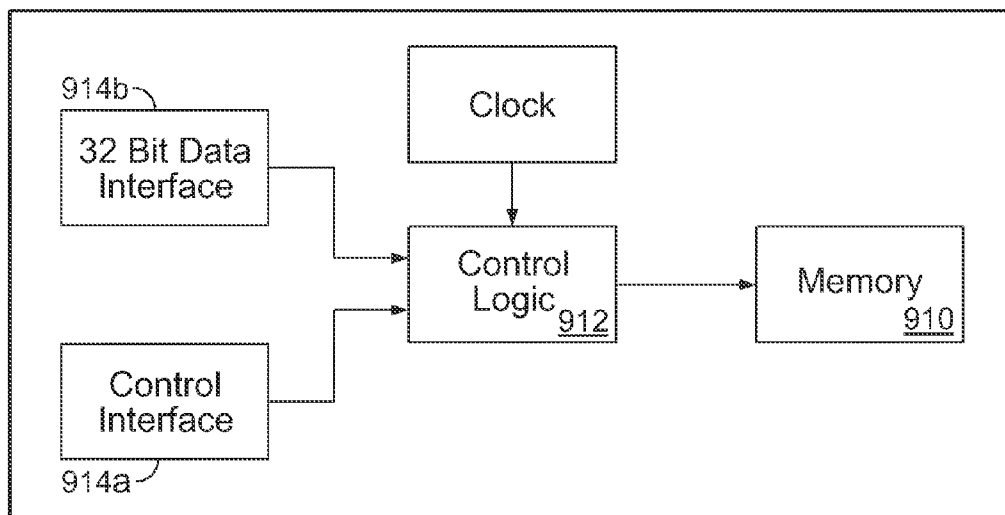 914b
32 Bit Data
Interface
Clock
Control
Logic
912
Memory
910
Control
Interface
914a